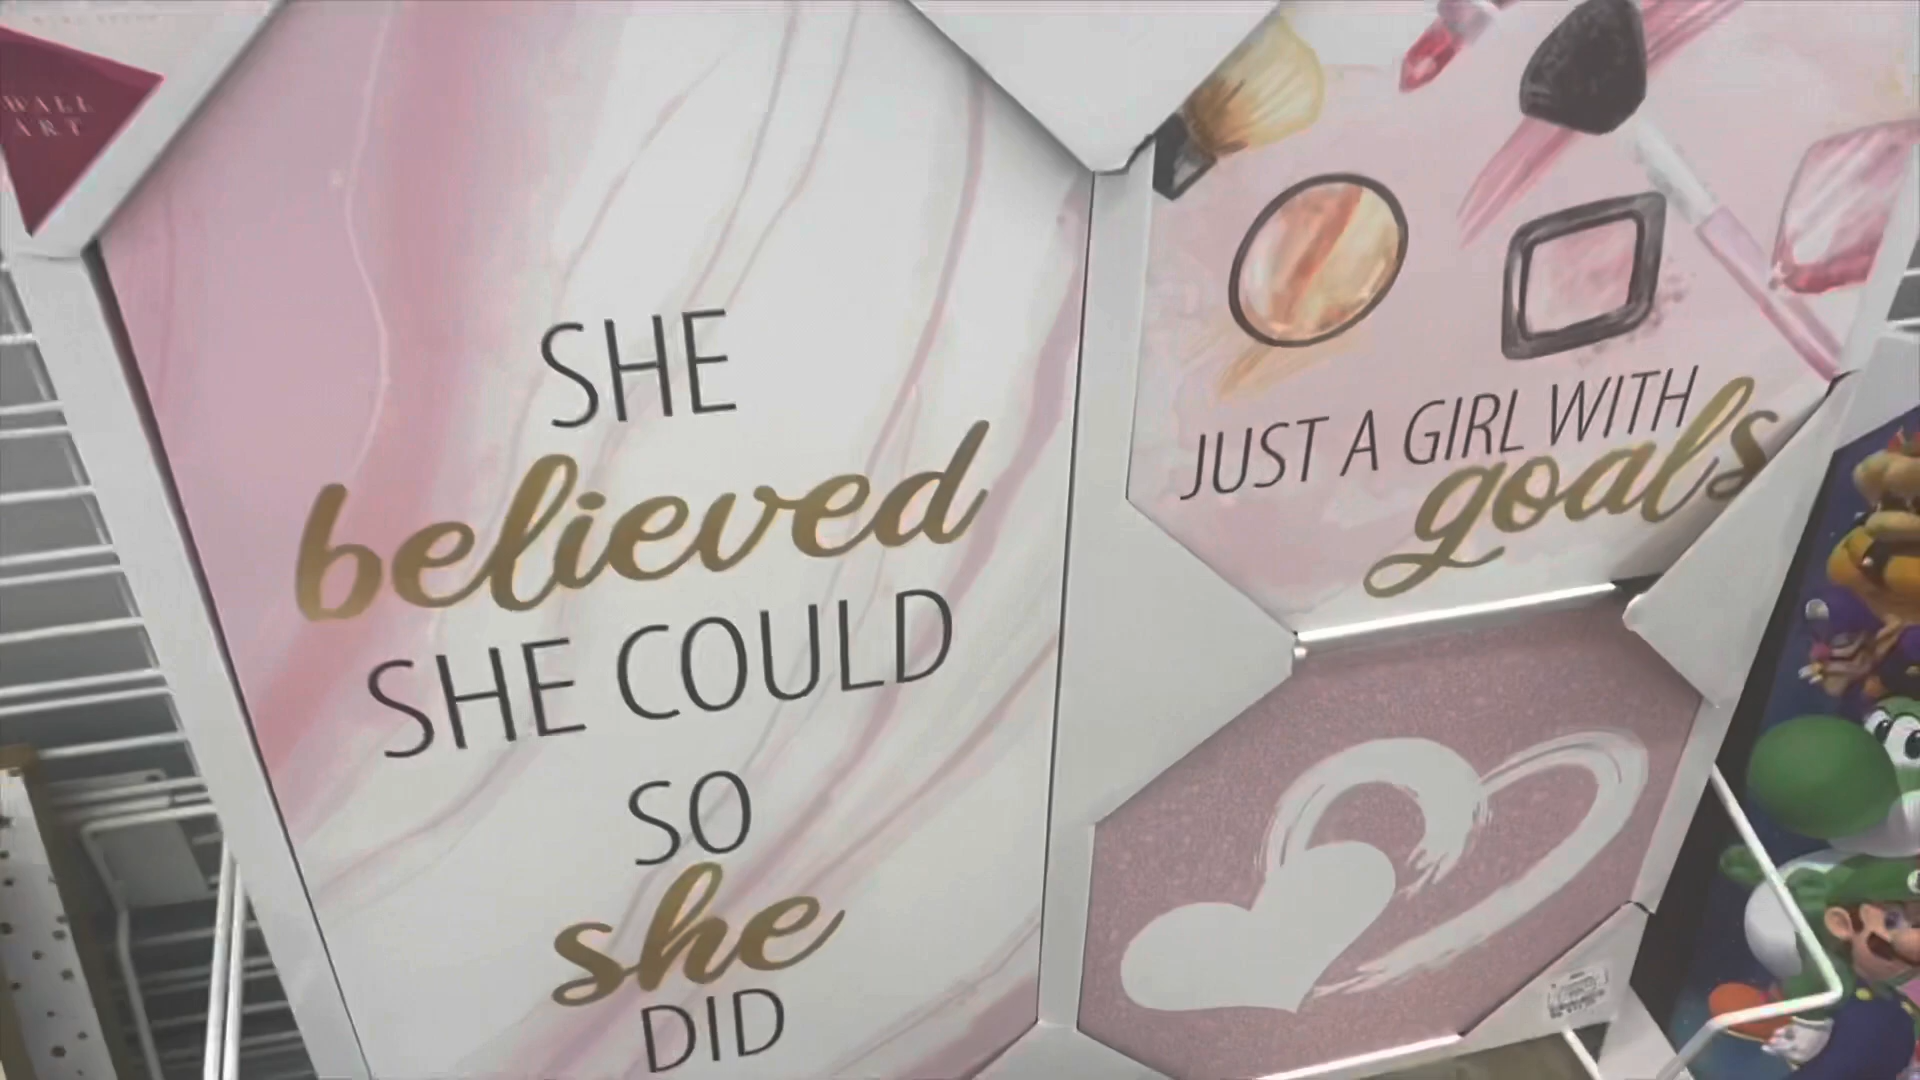 WALL
ART
SHE
believed
SHE COULD
SO
she
DID
JUST A GIRL WITH
goals